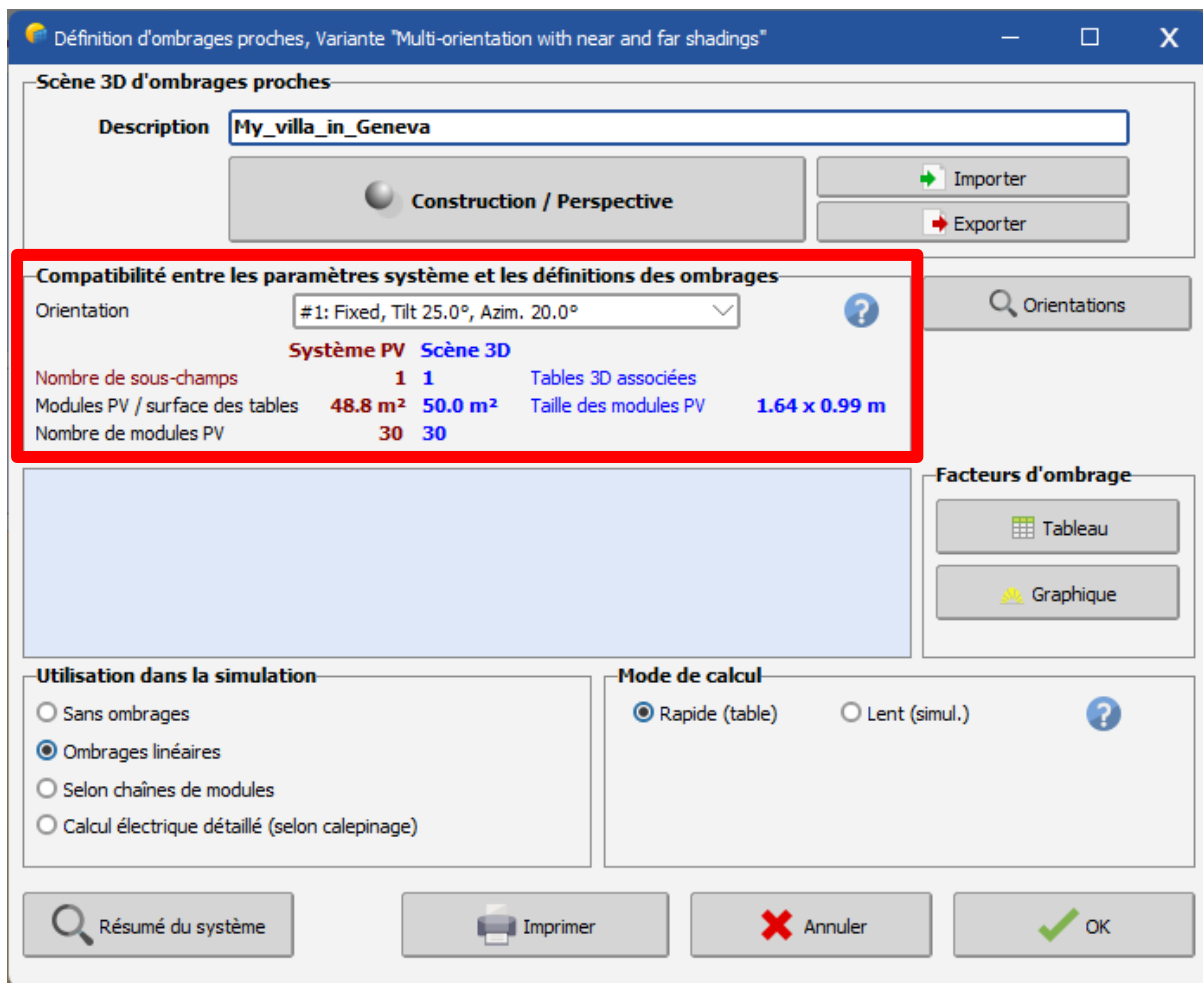 Définition d'ombrages proches, Variante "Multi-orientation with near and far shadings"
Scène 3D d'ombrages proches
Description My_villa_in_Geneva
Construction / Perspective
Importer
Exporter
Compatibilité entre les paramètres système et les définitions des ombrages
Orientation #1: Fixed, Tilt 25.0°, Azim. 20.0°
Orientations
Système PV Scène 3D
Nombre de sous-champs 1 1 Tables 3D associées
Modules PV / surface des tables 48.8 m² 50.0 m² Taille des modules PV 1.64 x 0.99 m
Nombre de modules PV 30 30
Facteurs d'ombrage
Tableau
Graphique
Utilisation dans la simulation
Sans ombrages
Ombrages linéaires
Selon chaînes de modules
Calcul électrique détaillé (selon calepinage)
Mode de calcul
Rapide (table) Lent (simul.)
Résumé du système Imprimer Annuler OK